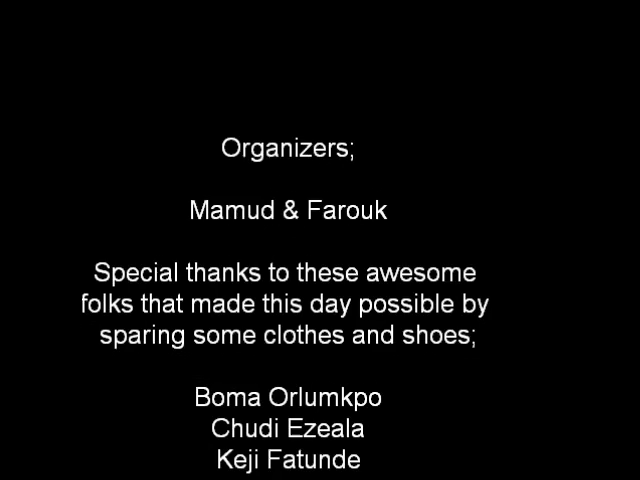 Organizers;
Mamud & Farouk
Special thanks to these awesome
folks that made this day possible by
sparing some clothes and shoes;
Boma Orlumkpo
Chudi Ezeala
Keji Fatunde